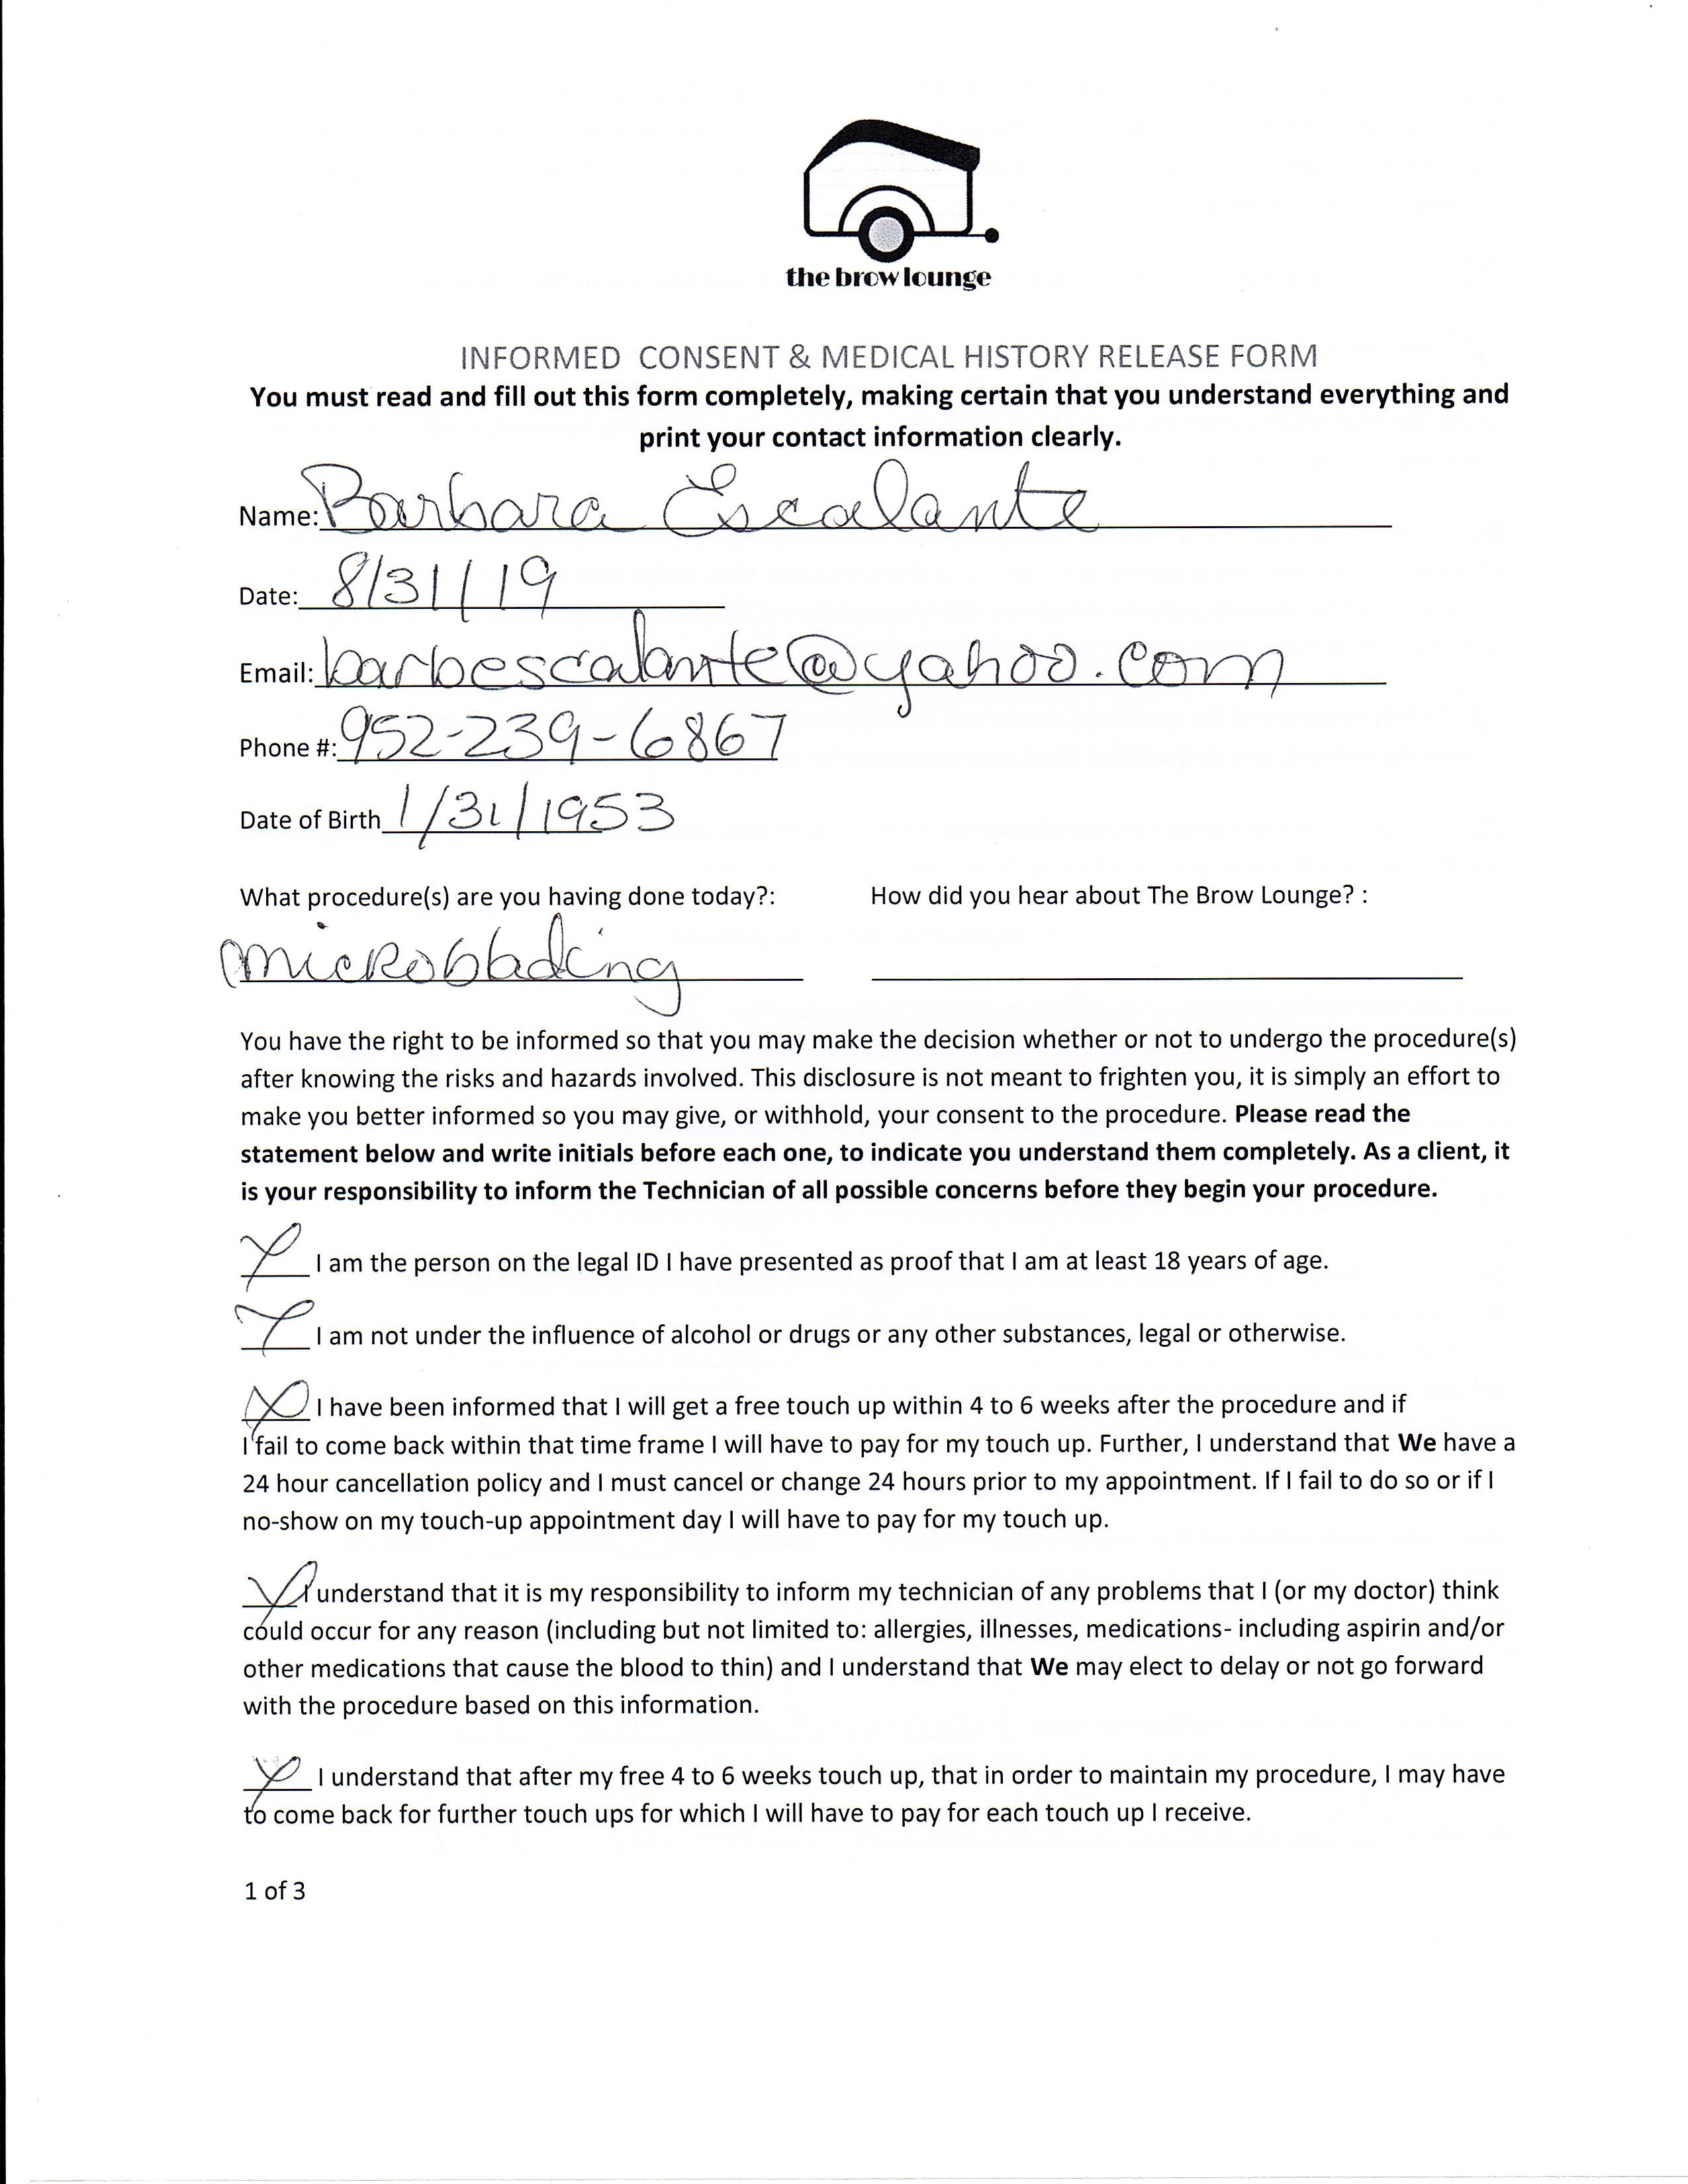 the brow lounge
INFORMED CONSENT & MEDICAL HISTORY RELEASE FORM
You must read and fill out this form completely, making certain that you understand everything and
print your contact information clearly.
Name: Barbara Escalante
Date: 8/31/19
Email: barbescalante@yahoo.com
Phone #: 952-239-6867
Date of Birth 1/31/1953
What procedure(s) are you having done today?: How did you hear about The Brow Lounge? :
microblading
You have the right to be informed so that you may make the decision whether or not to undergo the procedure(s)
after knowing the risks and hazards involved. This disclosure is not meant to frighten you, it is simply an effort to
make you better informed so you may give, or withhold, your consent to the procedure. Please read the
statement below and write initials before each one, to indicate you understand them completely. As a client, it
is your responsibility to inform the Technician of all possible concerns before they begin your procedure.
I am the person on the legal ID I have presented as proof that I am at least 18 years of age.
I am not under the influence of alcohol or drugs or any other substances, legal or otherwise.
I have been informed that I will get a free touch up within 4 to 6 weeks after the procedure and if
I fail to come back within that time frame I will have to pay for my touch up. Further, I understand that We have a
24 hour cancellation policy and I must cancel or change 24 hours prior to my appointment. If I fail to do so or if I
no-show on my touch-up appointment day I will have to pay for my touch up.
I understand that it is my responsibility to inform my technician of any problems that I (or my doctor) think
could occur for any reason (including but not limited to: allergies, illnesses, medications- including aspirin and/or
other medications that cause the blood to thin) and I understand that We may elect to delay or not go forward
with the procedure based on this information.
I understand that after my free 4 to 6 weeks touch up, that in order to maintain my procedure, I may have
to come back for further touch ups for which I will have to pay for each touch up I receive.
1 of 3